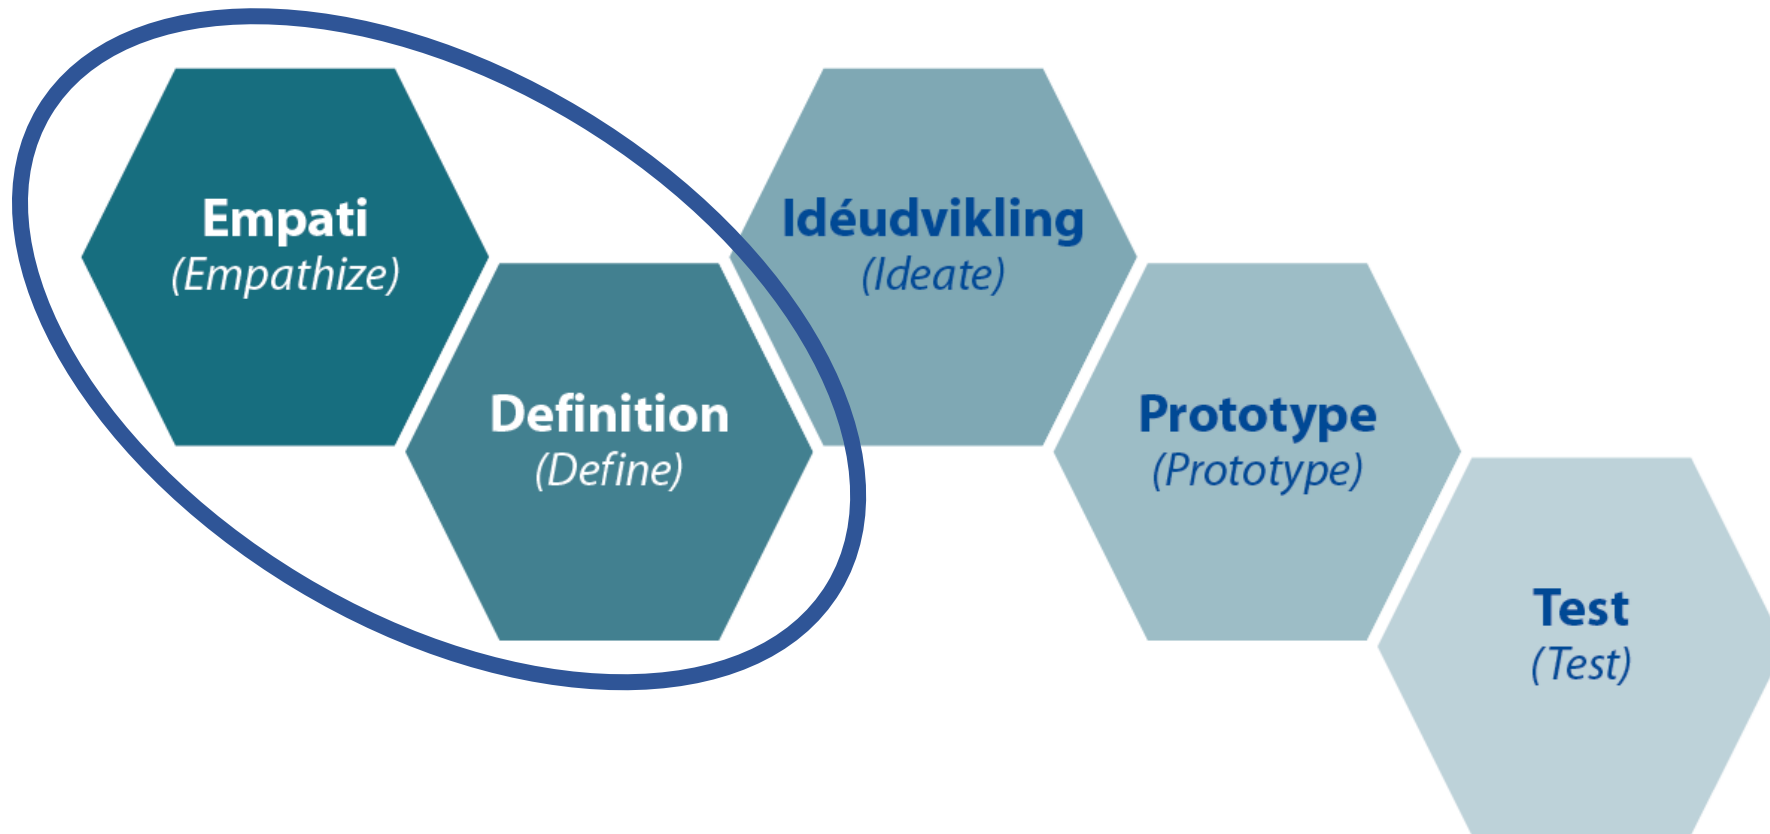 Empati
(Empathize)
Definition
(Define)
Idéudvikling
(Ideate)
Prototype
(Prototype)
Test
(Test)